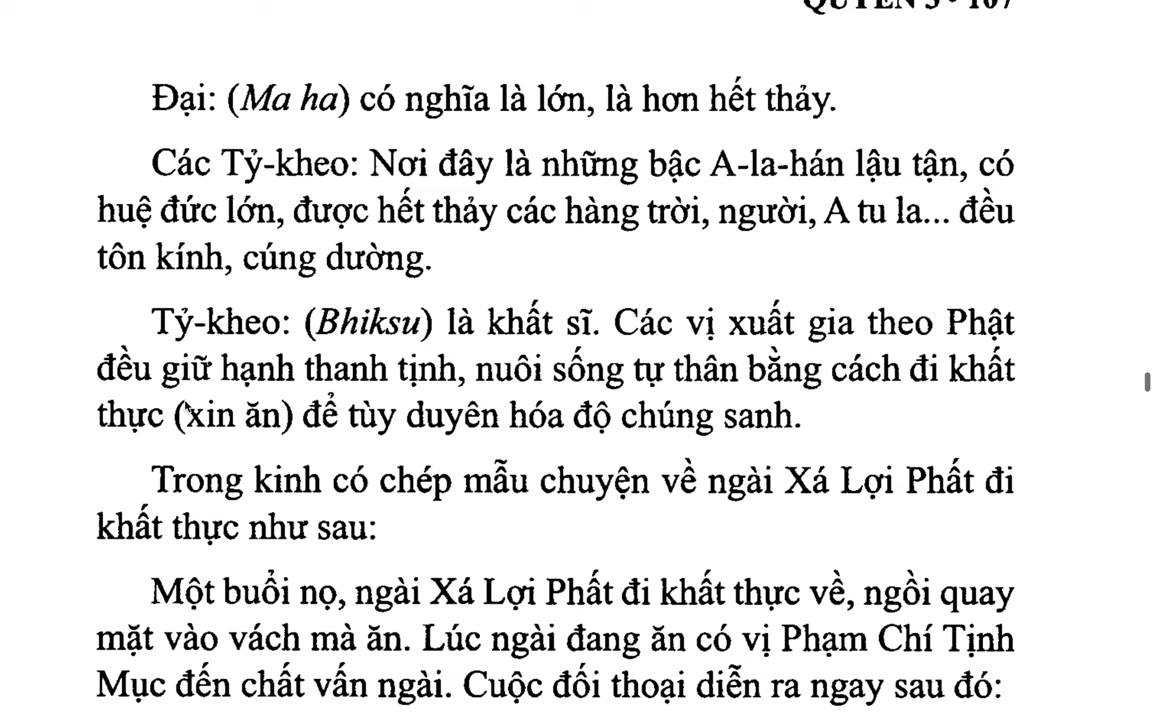 QUYỂN 3 • 107
Đại: (Ma ha) có nghĩa là lớn, là hơn hết thảy.
Các Tỷ-kheo: Nơi đây là những bậc A-la-hán lậu tận, có
huệ đức lớn, được hết thảy các hàng trời, người, A tu la... đều
tôn kính, cúng dường.
Tỷ-kheo: (Bhiksu) là khất sĩ. Các vị xuất gia theo Phật
đều giữ hạnh thanh tịnh, nuôi sống tự thân bằng cách đi khất
thực (xin ăn) để tùy duyên hóa độ chúng sanh.
Trong kinh có chép mẫu chuyện về ngài Xá Lợi Phất đi
khất thực như sau:
Một buổi nọ, ngài Xá Lợi Phất đi khất thực về, ngồi quay
mặt vào vách mà ăn. Lúc ngài đang ăn có vị Phạm Chí Tịnh
Mục đến chất vấn ngài. Cuộc đối thoại diễn ra ngay sau đó: